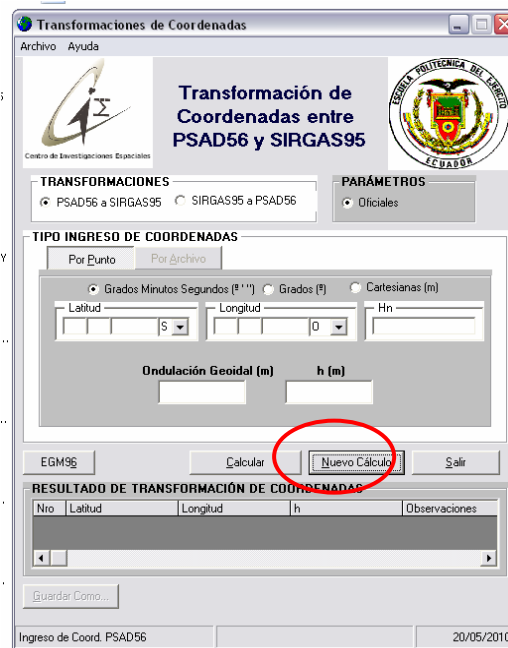 Transformaciones de Coordenadas
Archivo Ayuda
Centro de Investigaciones Espaciales
Transformación de
Coordenadas entre
PSAD56 y SIRGAS95
ESCUELA POLITECNICA DEL EJERCITO
ECUADOR
TRANSFORMACIONES
PSAD56 a SIRGAS95 SIRGAS95 a PSAD56
PARÁMETROS
Oficiales
TIPO INGRESO DE COORDENADAS
Por Punto Por Archivo
Grados Minutos Segundos (º ' '') Grados (º) Cartesianas (m)
Latitud Longitud Hn
S O
Ondulación Geoidal (m) h (m)
EGM96 Calcular Nuevo Cálculo Salir
RESULTADO DE TRANSFORMACIÓN DE COORDENADAS
Nro Latitud Longitud h Observaciones
Guardar Como...
Ingreso de Coord. PSAD56 20/05/2010